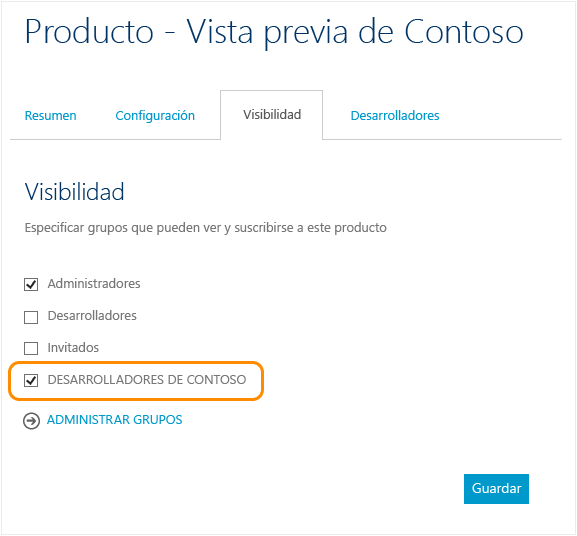 Producto - Vista previa de Contoso
Resumen Configuración Visibilidad Desarrolladores
Visibilidad
Especificar grupos que pueden ver y suscribirse a este producto
Administradores
Desarrolladores
Invitados
DESARROLLADORES DE CONTOSO
ADMINISTRAR GRUPOS
Guardar